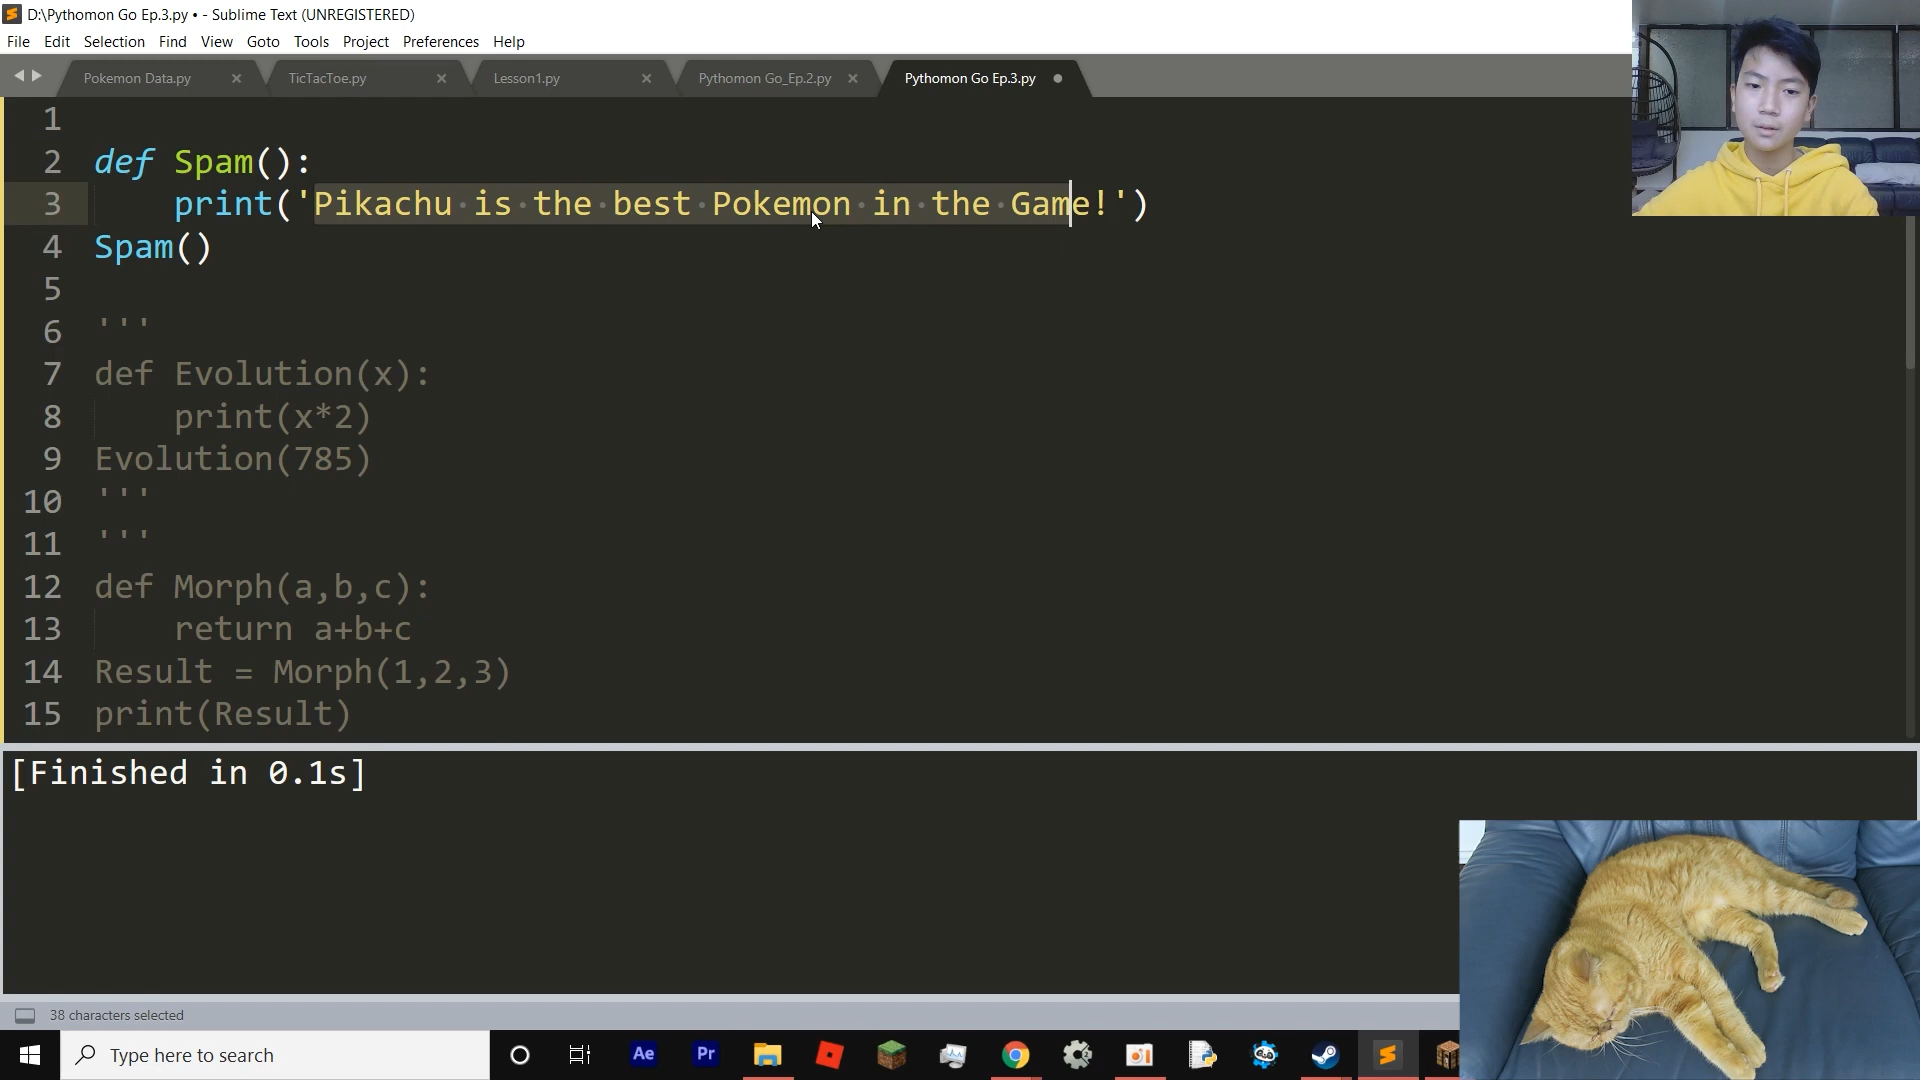 D:\Pythomon Go Ep.3.py • - Sublime Text (UNREGISTERED)
File Edit Selection Find View Goto Tools Project Preferences Help
Pokemon Data.py TicTacToe.py Lesson1.py Pythomon Go_Ep.2.py Pythomon Go Ep.3.py
1
2 def Spam():
3     print('Pikachu is the best Pokemon in the Game!')
4 Spam()
5
6 '''
7 def Evolution(x):
8     print(x*2)
9 Evolution(785)
10 '''
11 '''
12 def Morph(a,b,c):
13     return a+b+c
14 Result = Morph(1,2,3)
15 print(Result)
[Finished in 0.1s]
38 characters selected
Type here to search
Ae Pr